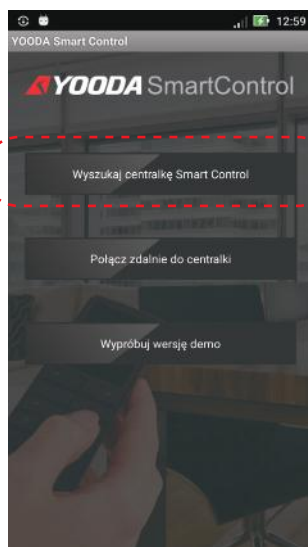 12:59
YOODA Smart Control
YOODA SmartControl
Wyszukaj centralkę Smart Control
Połącz zdalnie do centralki
Wypróbuj wersję demo